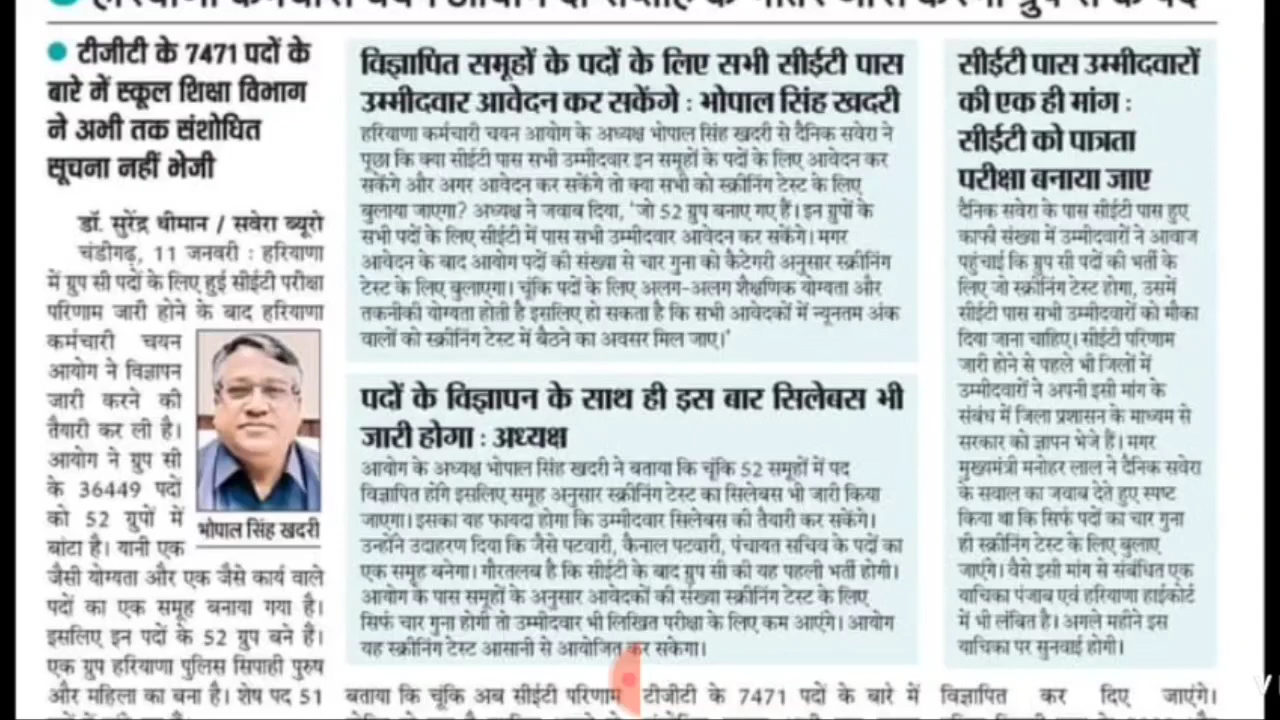 टीजीटी के 7471 पदों के
बारे में स्कूल शिक्षा विभाग
ने अभी तक संशोधित
सूचना नहीं भेजी
डॉ. सुरेंद्र धीमान / सवेरा ब्यूरो
चंडीगढ़, 11 जनवरी : हरियाणा
में ग्रुप सी पदों के लिए हुई सीईटी परीक्षा
परिणाम जारी होने के बाद हरियाणा
कर्मचारी चयन
आयोग ने विज्ञापन
जारी करने की
तैयारी कर ली है।
आयोग ने ग्रुप सी
के 36449 पदों
को 52 ग्रुपों में
बांटा है। यानी एक
भोपाल सिंह खदरी
जैसी योग्यता और एक जैसे कार्य वाले
पदों का एक समूह बनाया गया है।
इसलिए इन पदों के 52 ग्रुप बने हैं।
एक ग्रुप हरियाणा पुलिस सिपाही पुरुष
और महिला का बना है। शेष पद 51
विज्ञापित समूहों के पदों के लिए सभी सीईटी पास
उम्मीदवार आवेदन कर सकेंगे : भोपाल सिंह खदरी
हरियाणा कर्मचारी चयन आयोग के अध्यक्ष भोपाल सिंह खदरी से दैनिक सवेरा ने
पूछा कि क्या सीईटी पास सभी उम्मीदवार इन समूहों के पदों के लिए आवेदन कर
सकेंगे और अगर आवेदन कर सकेंगे तो क्या सभी को स्क्रीनिंग टेस्ट के लिए
बुलाया जाएगा? अध्यक्ष ने जवाब दिया, 'जो 52 ग्रुप बनाए गए हैं। इन ग्रुपों के
सभी पदों के लिए सीईटी में पास सभी उम्मीदवार आवेदन कर सकेंगे। मगर
आवेदन के बाद आयोग पदों की संख्या से चार गुना को कैटेगरी अनुसार स्क्रीनिंग
टेस्ट के लिए बुलाएगा। चूंकि पदों के लिए अलग-अलग शैक्षणिक योग्यता और
तकनीकी योग्यता होती है इसलिए हो सकता है कि सभी आवेदकों में न्यूनतम अंक
वालों को स्क्रीनिंग टेस्ट में बैठने का अवसर मिल जाए।'
पदों के विज्ञापन के साथ ही इस बार सिलेबस भी
जारी होगा : अध्यक्ष
आयोग के अध्यक्ष भोपाल सिंह खदरी ने बताया कि चूंकि 52 समूहों में पद
विज्ञापित होंगे इसलिए समूह अनुसार स्क्रीनिंग टेस्ट का सिलेबस भी जारी किया
जाएगा। इसका यह फायदा होगा कि उम्मीदवार सिलेबस की तैयारी कर सकेंगे।
उन्होंने उदाहरण दिया कि जैसे पटवारी, कैनाल पटवारी, पंचायत सचिव के पदों का
एक समूह बनेगा। गौरतलब है कि सीईटी के बाद ग्रुप सी की यह पहली भर्ती होगी।
आयोग के पास समूहों के अनुसार आवेदकों की संख्या स्क्रीनिंग टेस्ट के लिए
सिर्फ चार गुना होगी तो उम्मीदवार भी लिखित परीक्षा के लिए कम आएंगे। आयोग
यह स्क्रीनिंग टेस्ट आसानी से आयोजित कर सकेगा।
बताया कि चूंकि अब सीईटी परिणाम
टीजीटी के 7471 पदों के बारे में
सीईटी पास उम्मीदवारों
की एक ही मांग :
सीईटी को पात्रता
परीक्षा बनाया जाए
दैनिक सवेरा के पास सीईटी पास हुए
काफी संख्या में उम्मीदवारों ने आवाज
पहुंचाई कि ग्रुप सी पदों की भर्ती के
लिए जो स्क्रीनिंग टेस्ट होगा, उसमें
सीईटी पास सभी उम्मीदवारों को मौका
दिया जाना चाहिए। सीईटी परिणाम
जारी होने से पहले भी जिलों में
उम्मीदवारों ने अपनी इसी मांग के
संबंध में जिला प्रशासन के माध्यम से
सरकार को ज्ञापन भेजे हैं। मगर
मुख्यमंत्री मनोहर लाल ने दैनिक सवेरा
के सवाल का जवाब देते हुए स्पष्ट
किया था कि सिर्फ पदों का चार गुना
ही स्क्रीनिंग टेस्ट के लिए बुलाए
जाएंगे। वैसे इसी मांग से संबंधित एक
याचिका पंजाब एवं हरियाणा हाईकोर्ट
में भी लंबित है। अगले महीने इस
याचिका पर सुनवाई होगी।
विज्ञापित कर दिए जाएंगे।